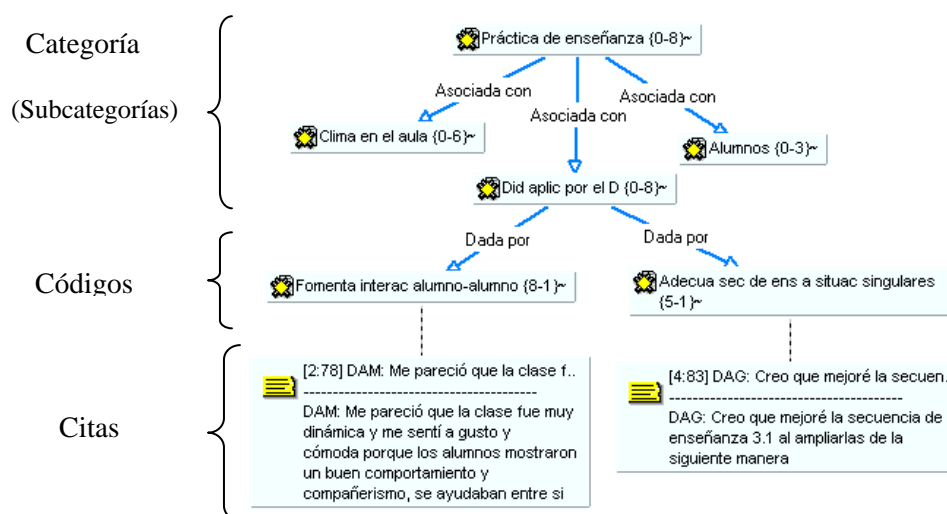 Categoría
(Subcategorías)
Práctica de enseñanza {0-8}~
Asociada con
Asociada con
Asociada con
Clima en el aula {0-6}~
Alumnos {0-3}~
Did aplic por el D {0-8}~
Dada por
Dada por
Códigos
Fomenta interac alumno-alumno {8-1}~
Adecua sec de ens a situac singulares
{5-1}~
Citas
[2:78] DAM: Me pareció que la clase f..
DAM: Me pareció que la clase fue muy
dinámica y me sentí a gusto y
cómoda porque los alumnos mostraron
un buen comportamiento y
compañerismo, se ayudaban entre si
[4:83] DAG: Creo que mejoré la secuen.
DAG: Creo que mejoré la secuencia de
enseñanza 3.1 al ampliarlas de la
siguiente manera